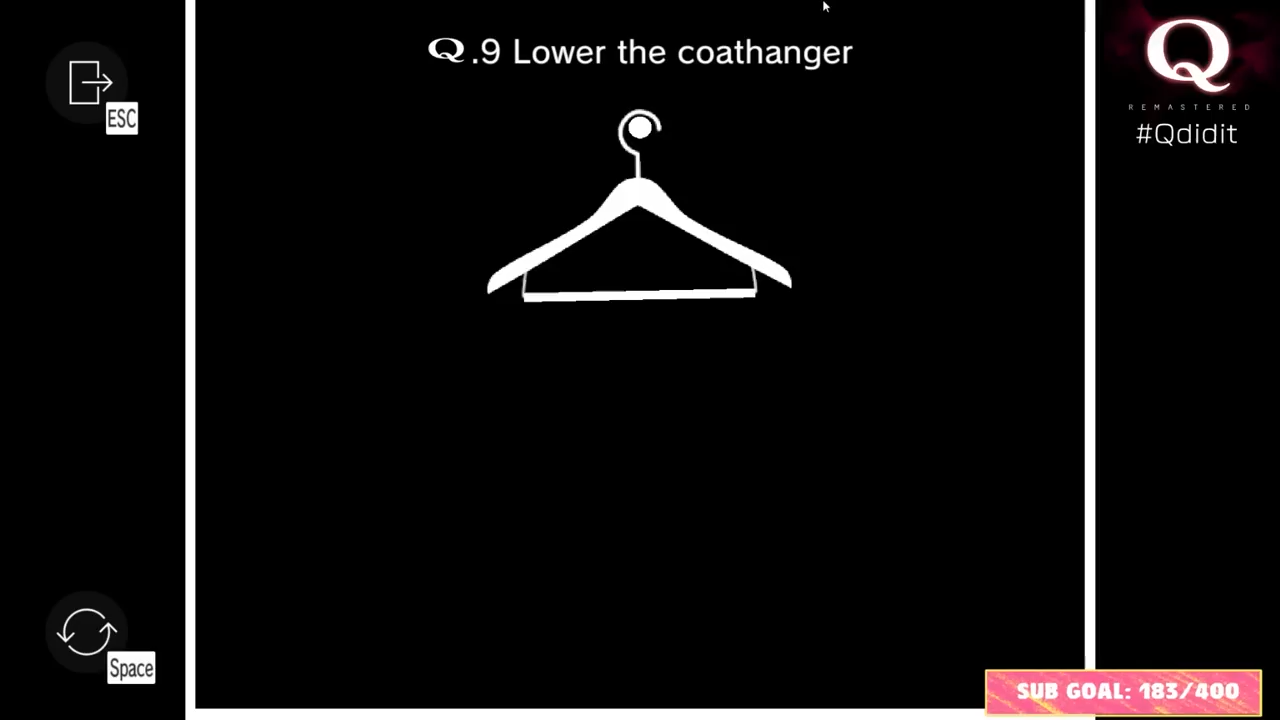 Q.9 Lower the coathanger
ESC
Q
REMASTERED
#Qdidit
Space
SUB GOAL: 183/400